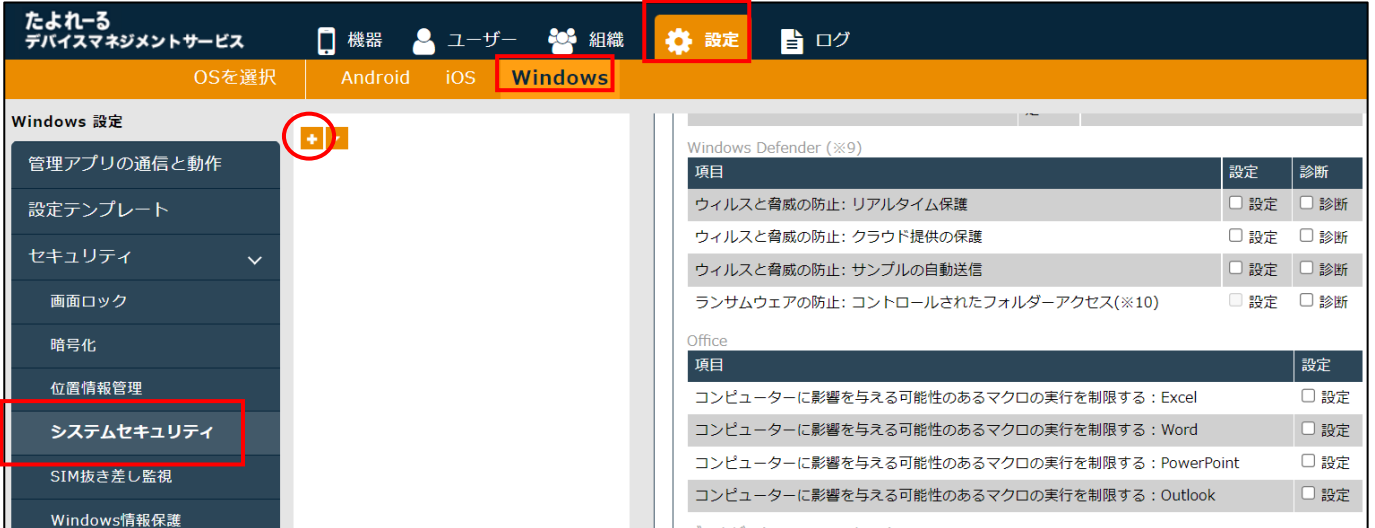 たよれーる
デバイスマネジメントサービス
機器 ユーザー 組織 設定 ログ
OSを選択 Android iOS Windows
Windows 設定
管理アプリの通信と動作
設定テンプレート
セキュリティ
画面ロック
暗号化
位置情報管理
システムセキュリティ
SIM抜き差し監視
Windows情報保護
Windows Defender (※9)
項目 設定 診断
ウィルスと脅威の防止: リアルタイム保護 設定 診断
ウィルスと脅威の防止: クラウド提供の保護 設定 診断
ウィルスと脅威の防止: サンプルの自動送信 設定 診断
ランサムウェアの防止: コントロールされたフォルダーアクセス(※10) 設定 診断
Office
項目 設定
コンピューターに影響を与える可能性のあるマクロの実行を制限する：Excel 設定
コンピューターに影響を与える可能性のあるマクロの実行を制限する：Word 設定
コンピューターに影響を与える可能性のあるマクロの実行を制限する：PowerPoint 設定
コンピューターに影響を与える可能性のあるマクロの実行を制限する：Outlook 設定